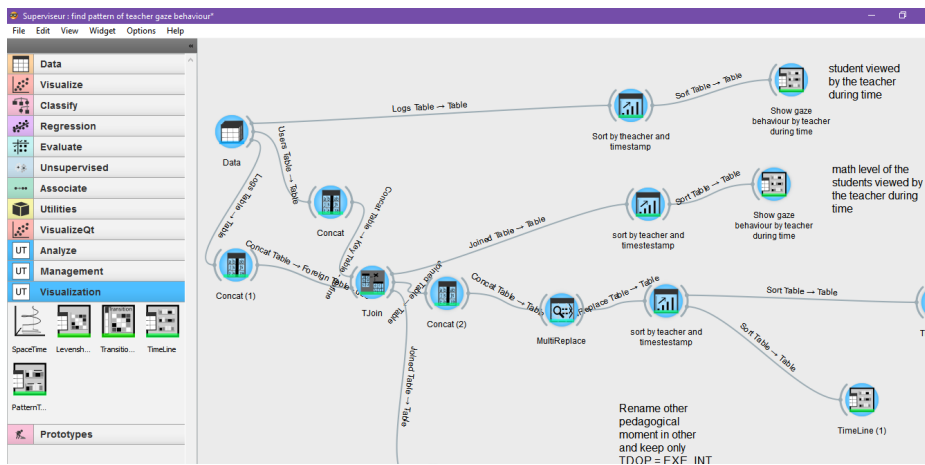 Superviseur : find pattern of teacher gaze behaviour*
File Edit View Widget Options Help
Data
Visualize
Classify
Regression
Evaluate
Unsupervised
Associate
Utilities
VisualizeQt
UT Analyze
UT Management
UT Visualization
SpaceTime Levensh... Transitio... TimeLine
PatternT...
Prototypes
Data
Logs Table → Table
Users Table → Table
Logs Table → Table
Concat
Concat (1)
Concat Table → Key Table
Concat Table → Foreign Table
TJoin
Joined Table → Table
Joined Table → Table
Joined Table → Table
Concat (2)
Concat Table → Table
MultiReplace
Replace Table → Table
Sort by theacher and
timestamp
Sort Table → Table
Show gaze
behaviour by teacher
during time
student viewed
by the teacher
during time
sort by teacher and
timestestamp
Sort Table → Table
Show gaze
behaviour by teacher
during time
math level of the
students viewed by
the teacher during
time
sort by teacher and
timestestamp
Sort Table → Table
Sort Table → Table
TimeLine (1)
Rename other
pedagogical
moment in other
and keep only
TDOP = EXE_INT